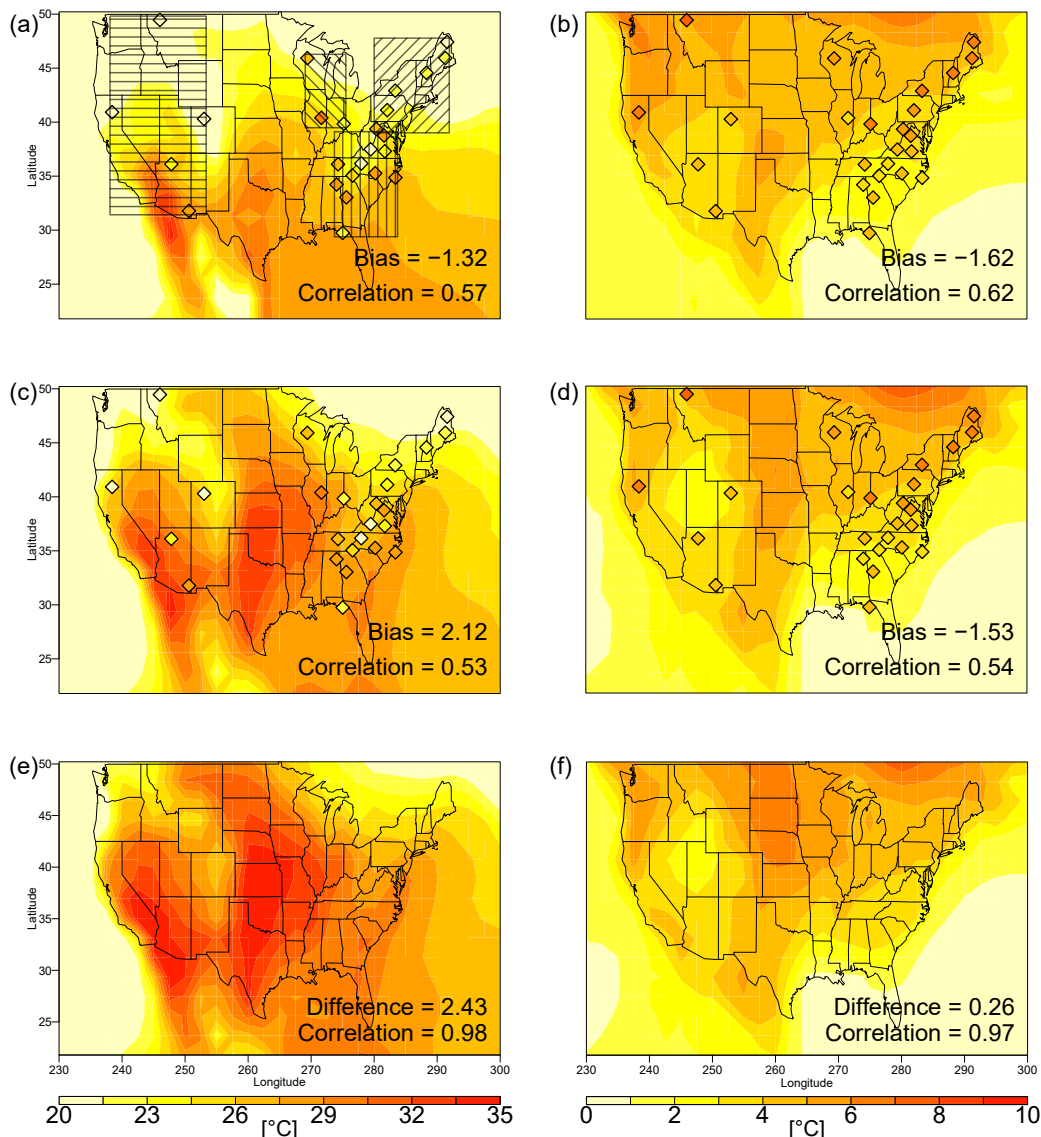 (a)
50
45
40
35
30
25
Latitude
Bias = −1.32
Correlation = 0.57
(b)
Bias = −1.62
Correlation = 0.62
(c)
50
45
40
35
30
25
Latitude
Bias = 2.12
Correlation = 0.53
(d)
Bias = −1.53
Correlation = 0.54
(e)
50
45
40
35
30
25
Latitude
Difference = 2.43
Correlation = 0.98
230 240 250 260 270 280 290 300
Longitude
20 23 26 29 32 35
[°C]
(f)
Difference = 0.26
Correlation = 0.97
230 240 250 260 270 280 290 300
Longitude
0 2 4 6 8 10
[°C]